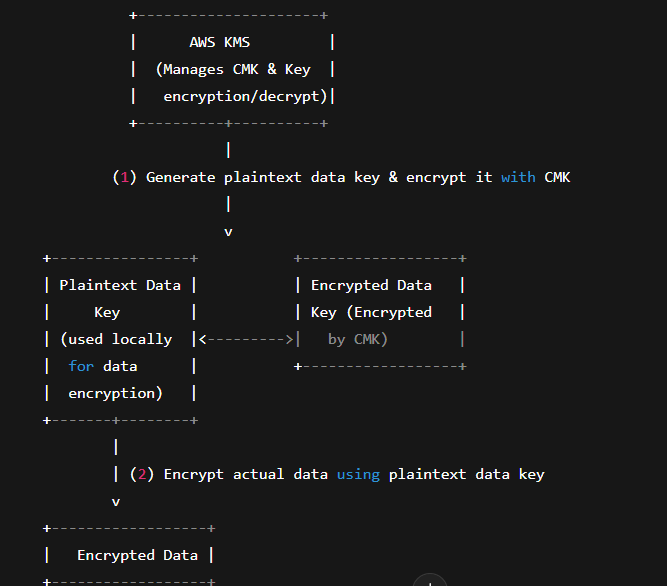 +---------------------+
|      AWS KMS         |
|  (Manages CMK & Key  |
|   encryption/decrypt)|
+----------+----------+
|
(1) Generate plaintext data key & encrypt it with CMK
|
v
+----------------+           +------------------+
| Plaintext Data |           | Encrypted Data   |
|     Key        |           | Key (Encrypted
| (used locally  |<--------->|   by CMK)        |
|  for data      |           +------------------+
|  encryption)   |
+-------+--------+
|
| (2) Encrypt actual data using plaintext data key
v
+------------------+
|   Encrypted Data |
+------------------+